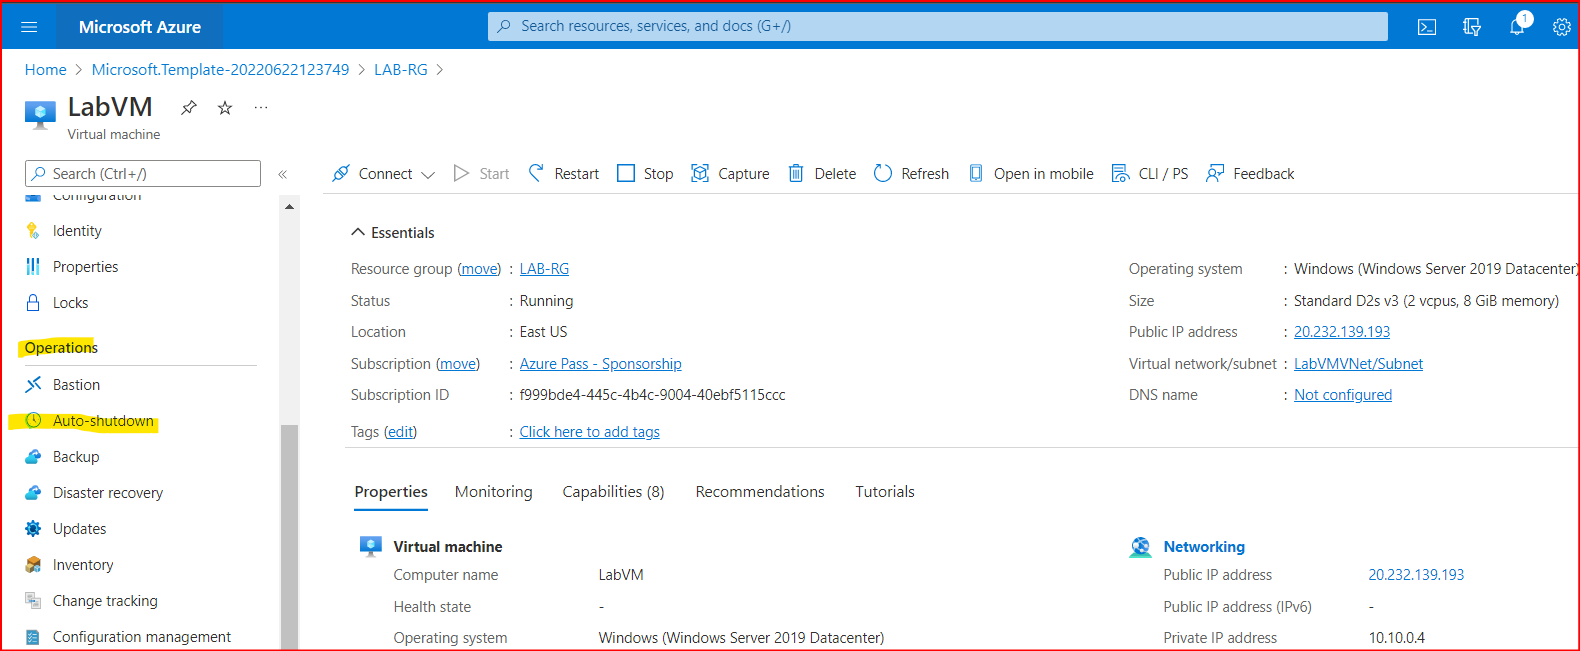 Microsoft Azure
Search resources, services, and docs (G+/)
1
Home > Microsoft.Template-20220622123749 > LAB-RG >
LabVM
...
Virtual machine
Search (Ctrl+/)
«
Connect
Start
Restart
Stop
Capture
Delete
Refresh
Open in mobile
CLI / PS
Feedback
Configuration
Identity
Properties
Locks
Operations
Bastion
Auto-shutdown
Backup
Disaster recovery
Updates
Inventory
Change tracking
Configuration management
Essentials
Resource group (move) : LAB-RG
Status : Running
Location : East US
Subscription (move) : Azure Pass - Sponsorship
Subscription ID : f999bde4-445c-4b4c-9004-40ebf5115ccc
Tags (edit) : Click here to add tags
Operating system : Windows (Windows Server 2019 Datacenter)
Size : Standard D2s v3 (2 vcpus, 8 GiB memory)
Public IP address : 20.232.139.193
Virtual network/subnet : LabVMVNet/Subnet
DNS name : Not configured
Properties
Monitoring
Capabilities (8)
Recommendations
Tutorials
Virtual machine
Computer name LabVM
Health state -
Operating system Windows (Windows Server 2019 Datacenter)
Networking
Public IP address 20.232.139.193
Public IP address (IPv6) -
Private IP address 10.10.0.4